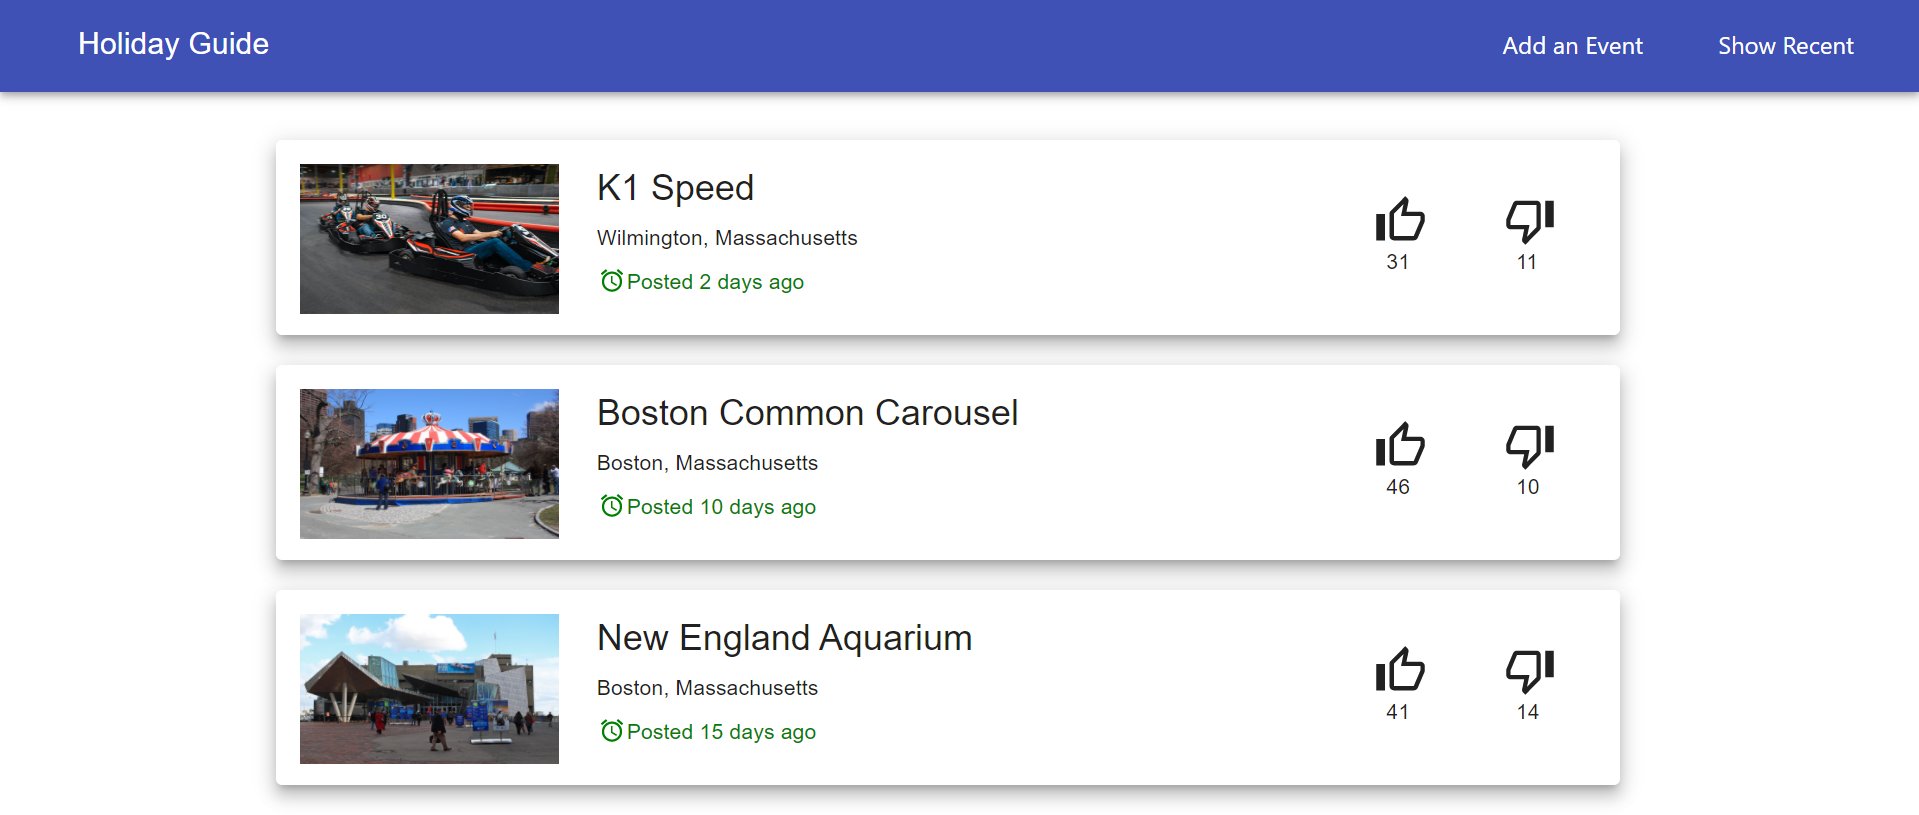 Holiday Guide
Add an Event
Show Recent
K1 Speed
Wilmington, Massachusetts
Posted 2 days ago
31
11
Boston Common Carousel
Boston, Massachusetts
Posted 10 days ago
46
10
New England Aquarium
Boston, Massachusetts
Posted 15 days ago
41
14